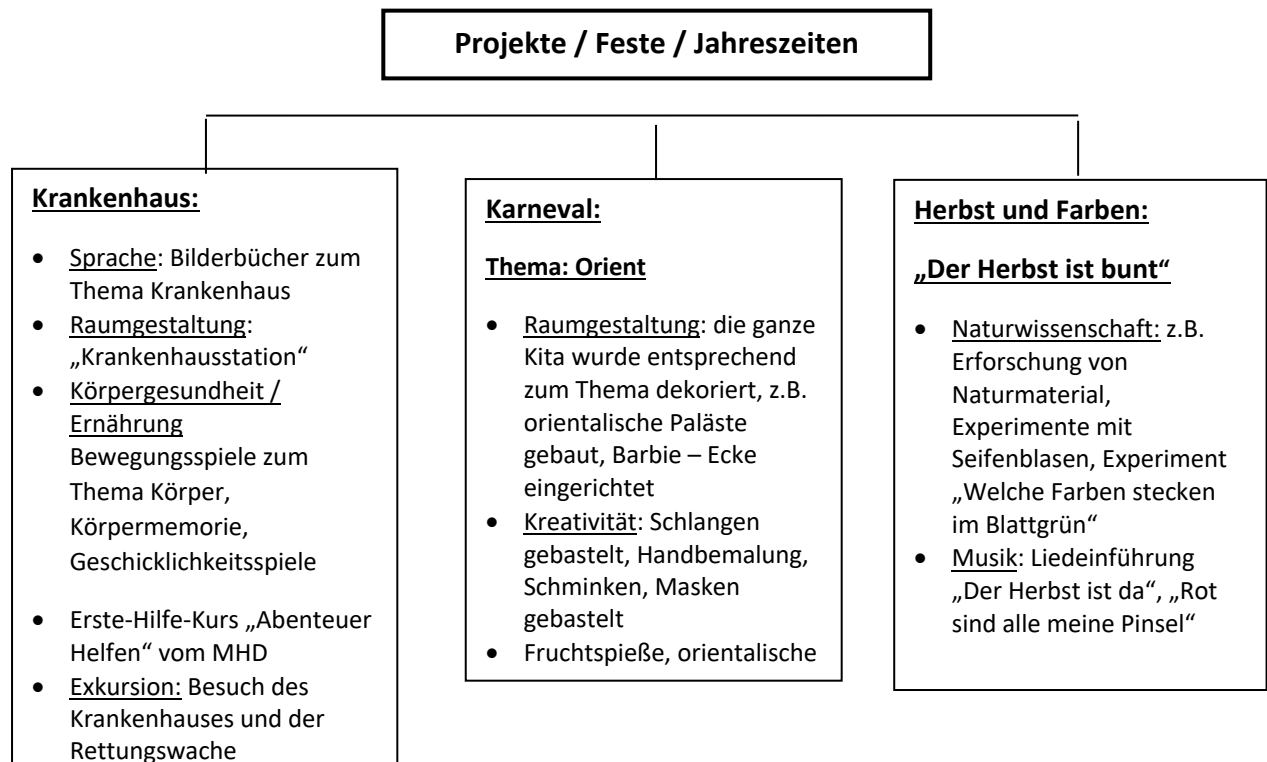 Projekte / Feste / Jahreszeiten
Krankenhaus:
• Sprache: Bilderbücher zum
Thema Krankenhaus
• Raumgestaltung:
„Krankenhausstation“
• Körpergesundheit /
Ernährung
Bewegungsspiele zum
Thema Körper,
Körpermemorie,
Geschicklichkeitsspiele
• Erste-Hilfe-Kurs „Abenteuer
Helfen“ vom MHD
• Exkursion: Besuch des
Krankenhauses und der
Rettungswache
Karneval:
Thema: Orient
• Raumgestaltung: die ganze
Kita wurde entsprechend
zum Thema dekoriert, z.B.
orientalische Paläste
gebaut, Barbie – Ecke
eingerichtet
• Kreativität: Schlangen
gebastelt, Handbemalung,
Schminken, Masken
gebastelt
• Fruchtspieße, orientalische
Herbst und Farben:
„Der Herbst ist bunt“
• Naturwissenschaft: z.B.
Erforschung von
Naturmaterial,
Experimente mit
Seifenblasen, Experiment
„Welche Farben stecken
im Blattgrün“
• Musik: Liedeinführung
„Der Herbst ist da“, „Rot
sind alle meine Pinsel“